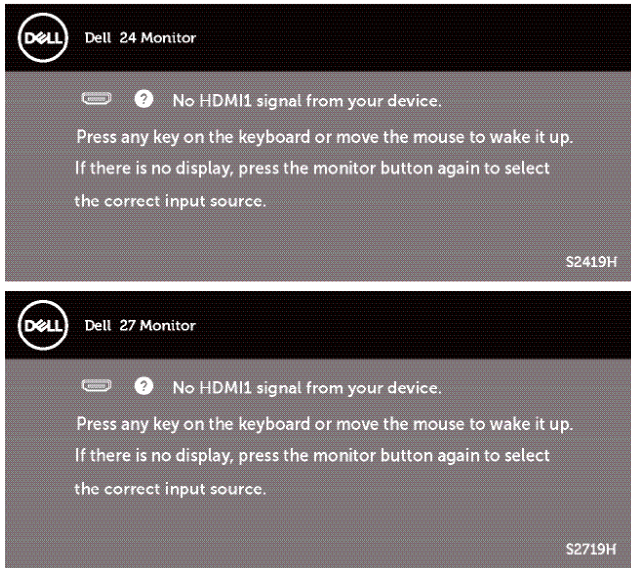 DELL Dell 24 Monitor
? No HDMI1 signal from your device.
Press any key on the keyboard or move the mouse to wake it up.
If there is no display, press the monitor button again to select
the correct input source.
S2419H
DELL Dell 27 Monitor
? No HDMI1 signal from your device.
Press any key on the keyboard or move the mouse to wake it up.
If there is no display, press the monitor button again to select
the correct input source.
S2719H